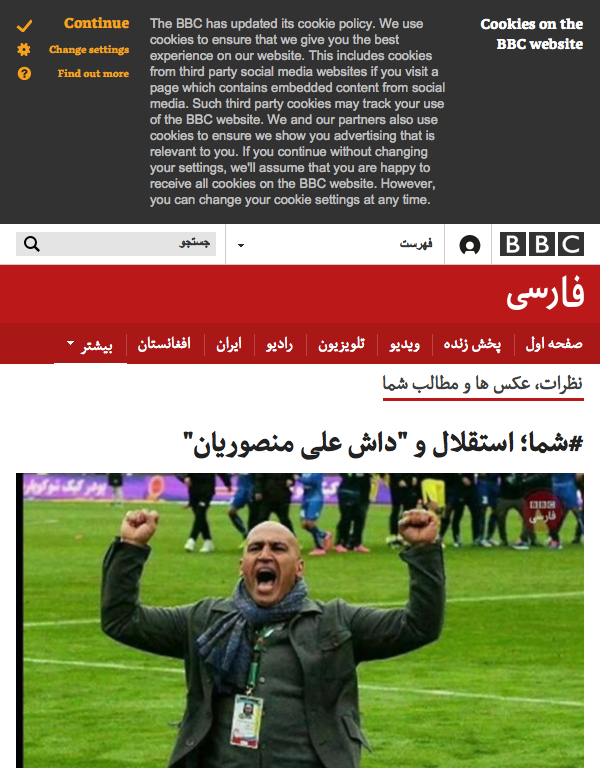 Continue
Change settings
Find out more
The BBC has updated its cookie policy. We use
cookies to ensure that we give you the best
experience on our website. This includes cookies
from third party social media websites if you visit a
page which contains embedded content from social
media. Such third party cookies may track your use
of the BBC website. We and our partners also use
cookies to ensure we show you advertising that is
relevant to you. If you continue without changing
your settings, we'll assume that you are happy to
receive all cookies on the BBC website. However,
you can change your cookie settings at any time.
Cookies on the
BBC website
BBC
فهرست
جستجو
فارسی
صفحه اول
پخش زنده
ویدیو
تلویزیون
رادیو
ایران
افغانستان
بیشتر
نظرات، عکس ها و مطالب شما
#شما؛ استقلال و "داش علی منصوریان"
پودر کیک
BBC
فارسی